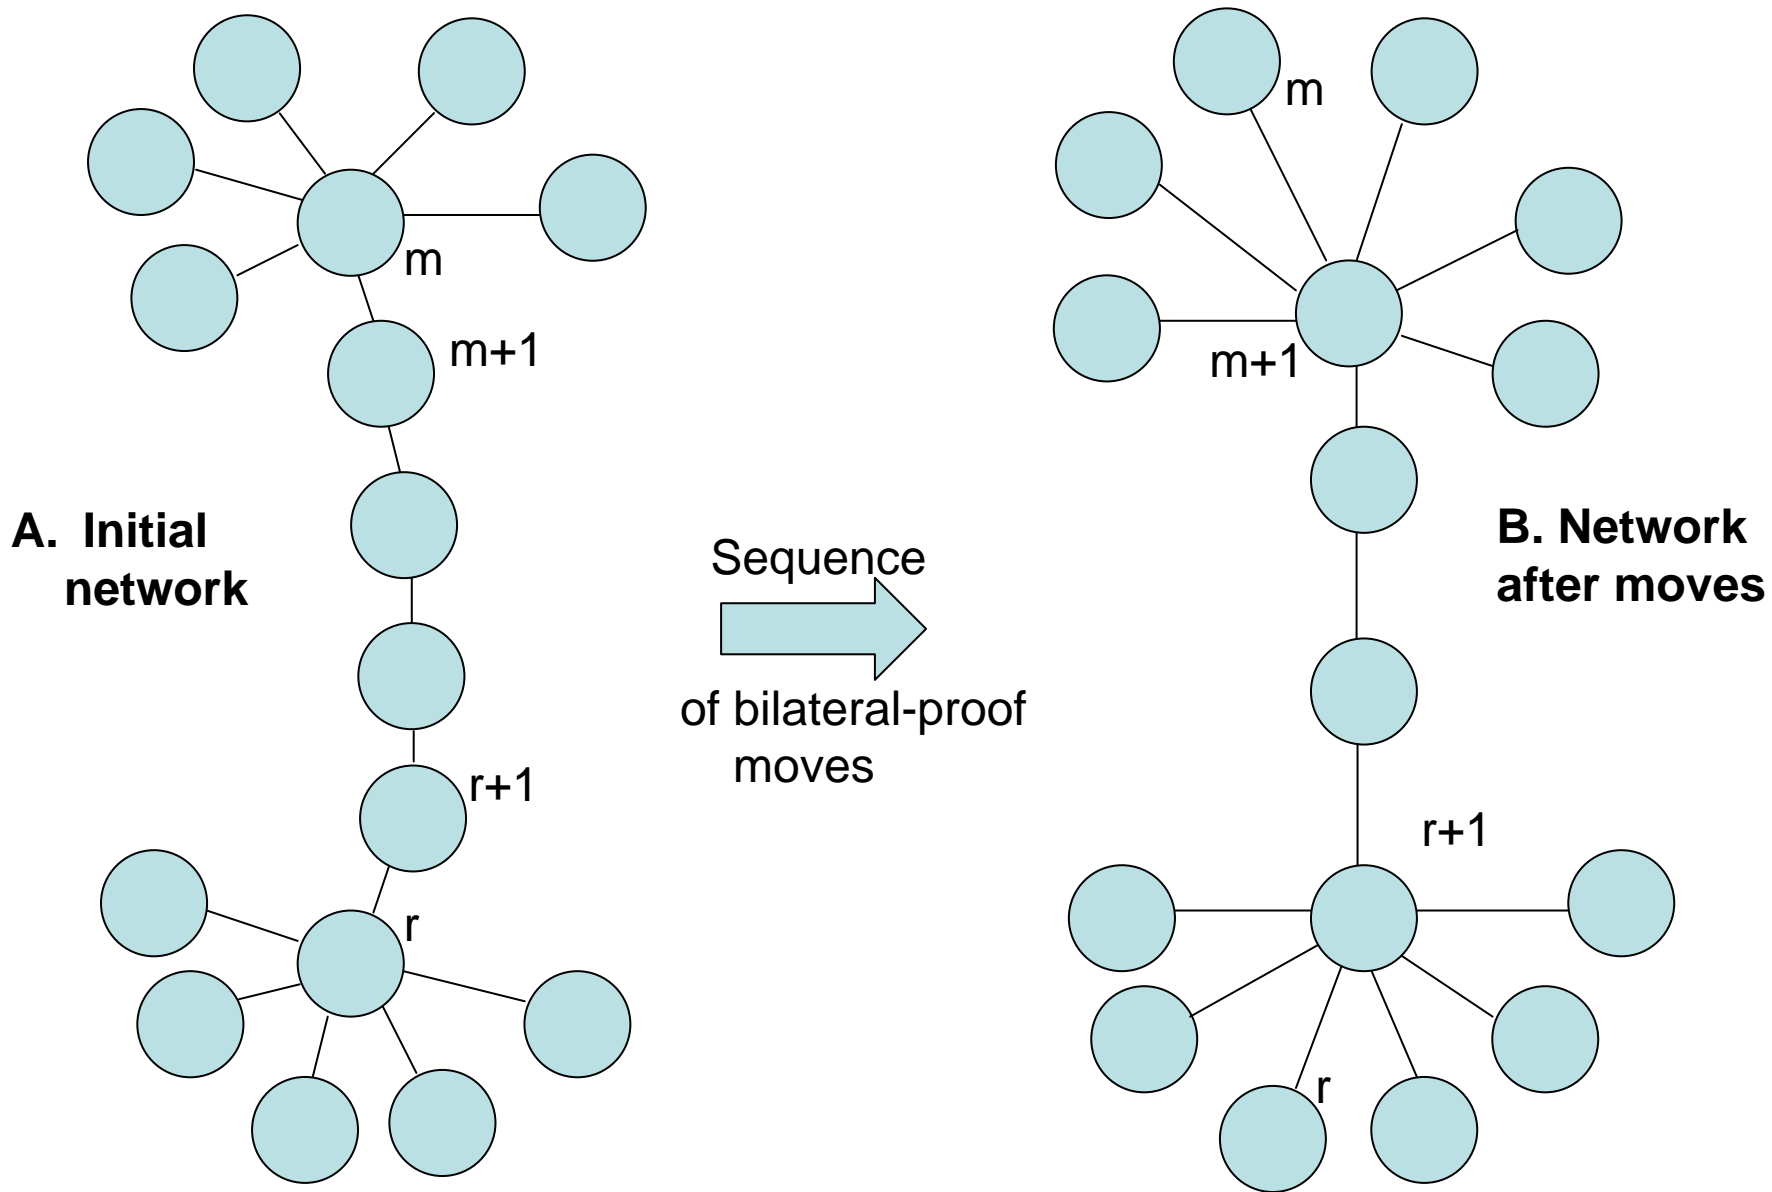 m
m+1
A. Initial
network
r+1
r
Sequence
of bilateral-proof
moves
m
m+1
B. Network
after moves
r+1
r